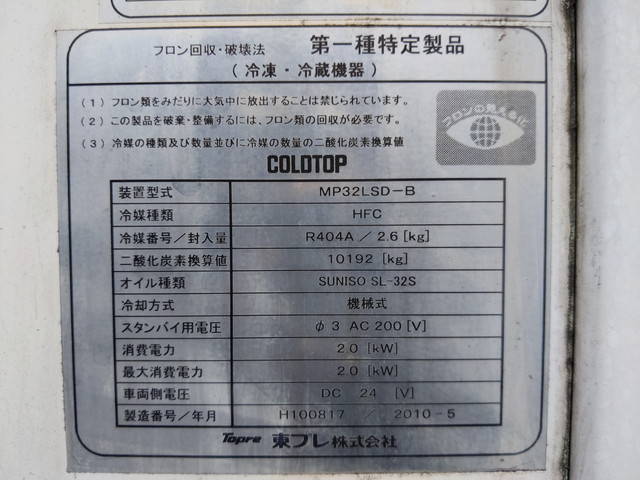 フロン回収・破壊法 第一種特定製品
（冷凍・冷蔵機器）
(1) フロン類をみだりに大気中に放出することは禁じられています。
(2) この製品を廃棄・整備するには、フロン類の回収が必要です。
(3) 冷媒の種類及び数量並びに冷媒の数量の二酸化炭素換算値
フロンの見える化
COLDTOP
装置型式 MP32LSD-B
冷媒種類 HFC
冷媒番号/封入量 R404A / 2.6 [kg]
二酸化炭素換算値 10192 [kg]
オイル種類 SUNISO SL-32S
冷却方式 機械式
スタンバイ用電圧 φ3 AC 200 [V]
消費電力 2.0 [kW]
最大消費電力 2.0 [kW]
車両側電圧 DC 24 [V]
製造番号/年月 H100817 / 2010-5
Topre 東プレ株式会社